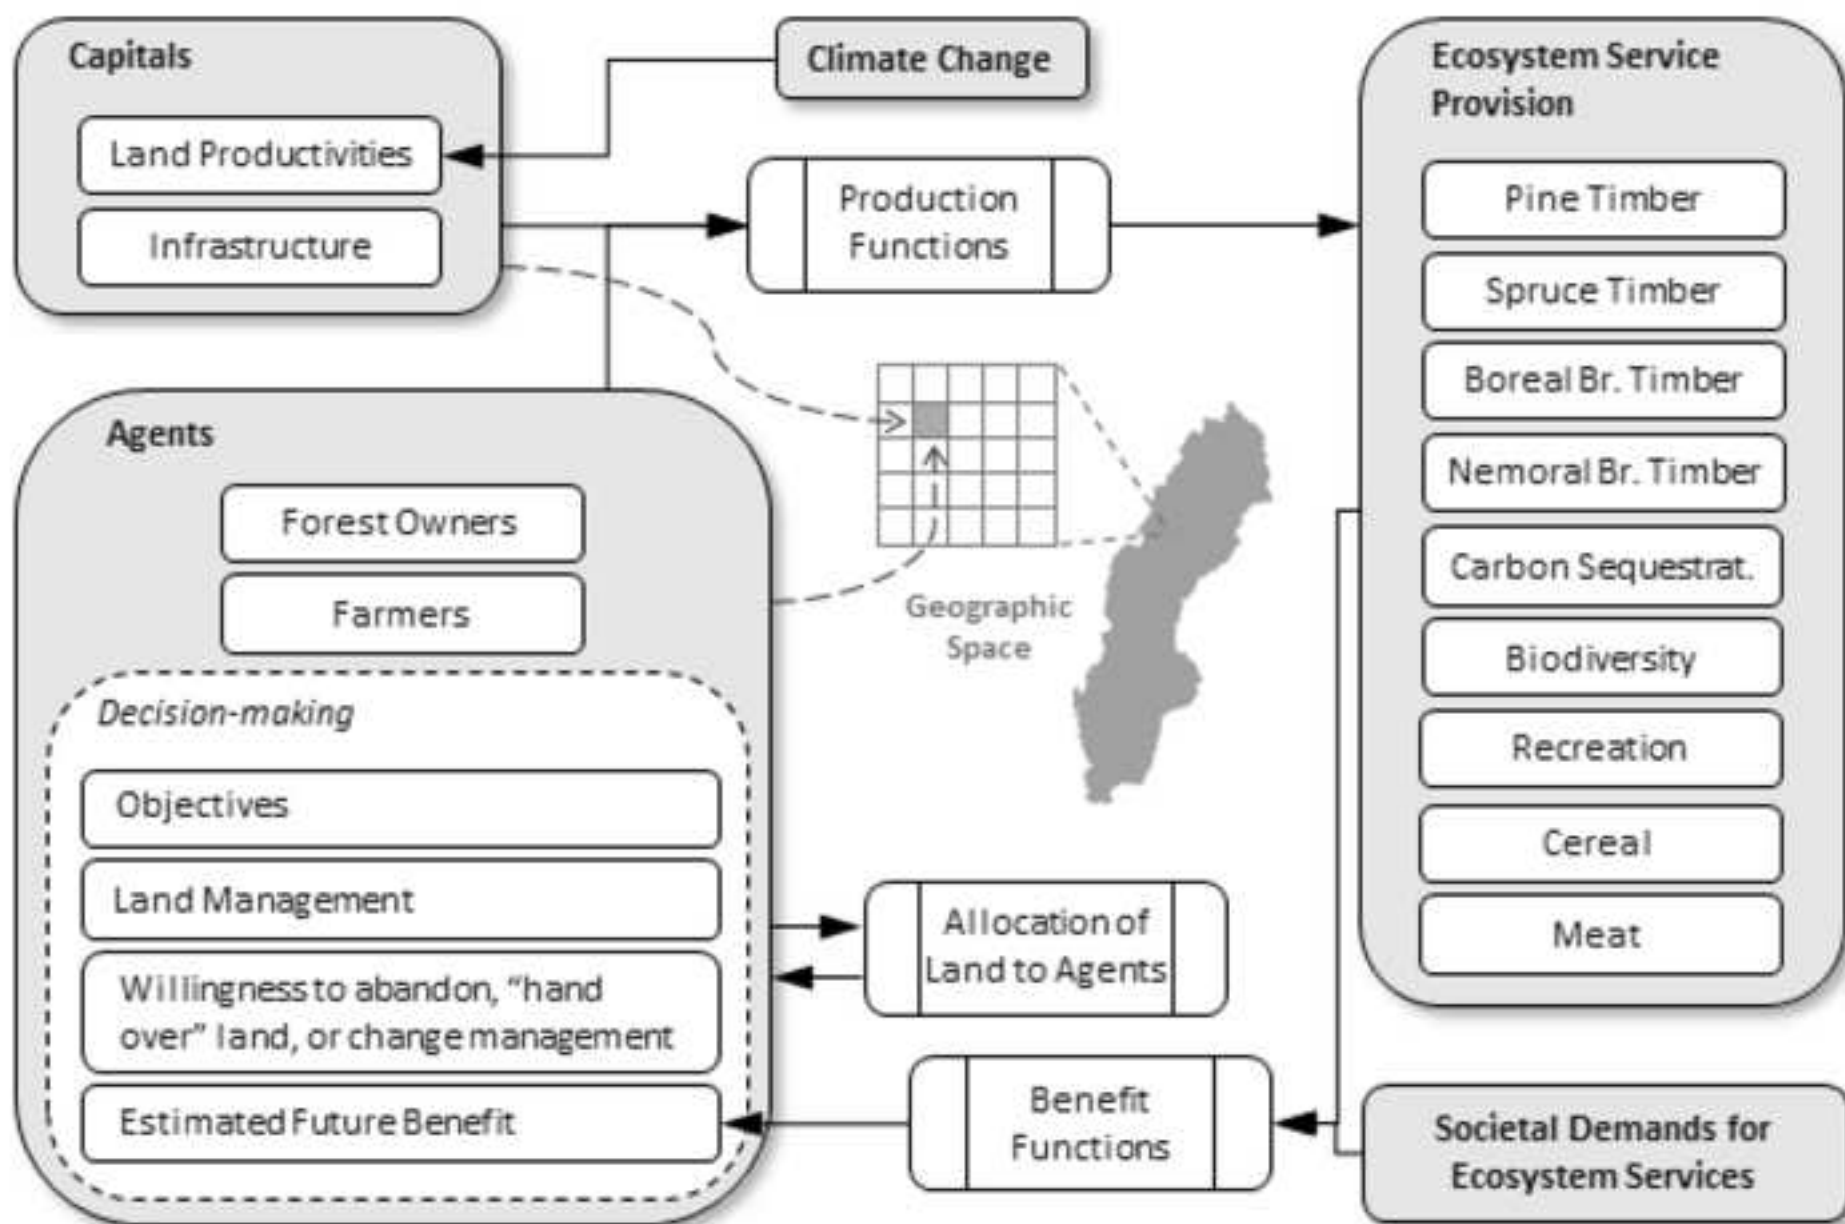 Capitals
Land Productivities
Infrastructure
Climate Change
Production
Functions
Ecosystem Service
Provision
Pine Timber
Spruce Timber
Boreal Br. Timber
Nemoral Br. Timber
Carbon Sequestrat.
Biodiversity
Recreation
Cereal
Meat
Agents
Forest Owners
Farmers
Decision-making
Objectives
Land Management
Willingness to abandon, “hand
over” land, or change management
Estimated Future Benefit
Geographic
Space
Allocation of
Land to Agents
Benefit
Functions
Societal Demands for
Ecosystem Services